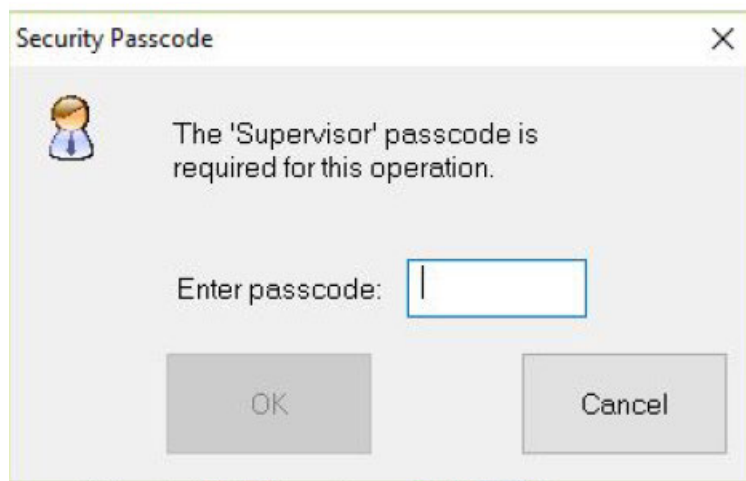 Security Passcode
The 'Supervisor' passcode is
required for this operation.
Enter passcode:
OK
Cancel